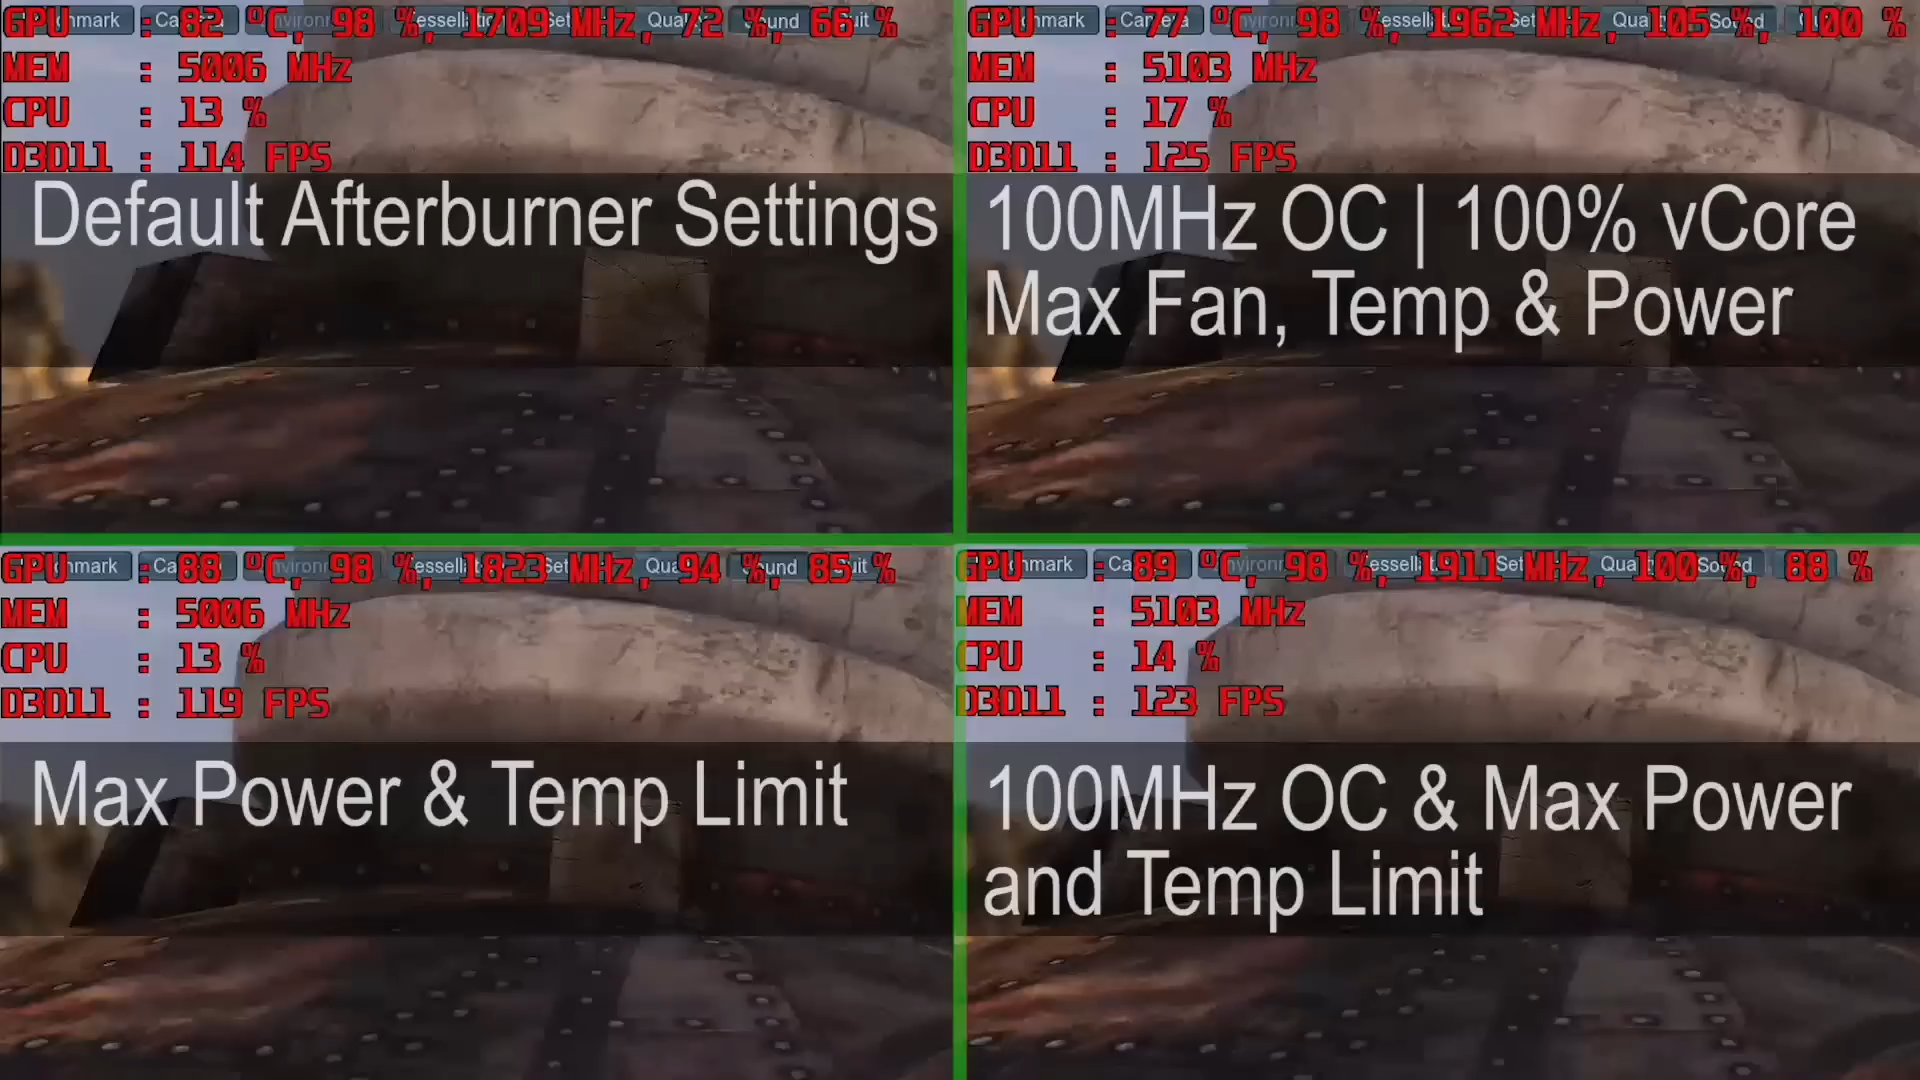 GPU : 82 °C, 98 %, 1709 MHz, 72 %, 66 %
MEM : 5006 MHz
CPU : 13 %
D3D11 : 114 FPS
Default Afterburner Settings
GPU : 77 °C, 98 %, 1962 MHz, 105 %, 100 %
MEM : 5103 MHz
CPU : 17 %
D3D11 : 125 FPS
100MHz OC | 100% vCore
Max Fan, Temp & Power
GPU : 88 °C, 98 %, 1823 MHz, 94 %, 85 %
MEM : 5006 MHz
CPU : 13 %
D3D11 : 119 FPS
Max Power & Temp Limit
GPU : 89 °C, 98 %, 1911 MHz, 100 %, 88 %
MEM : 5103 MHz
CPU : 14 %
D3D11 : 123 FPS
100MHz OC & Max Power
and Temp Limit